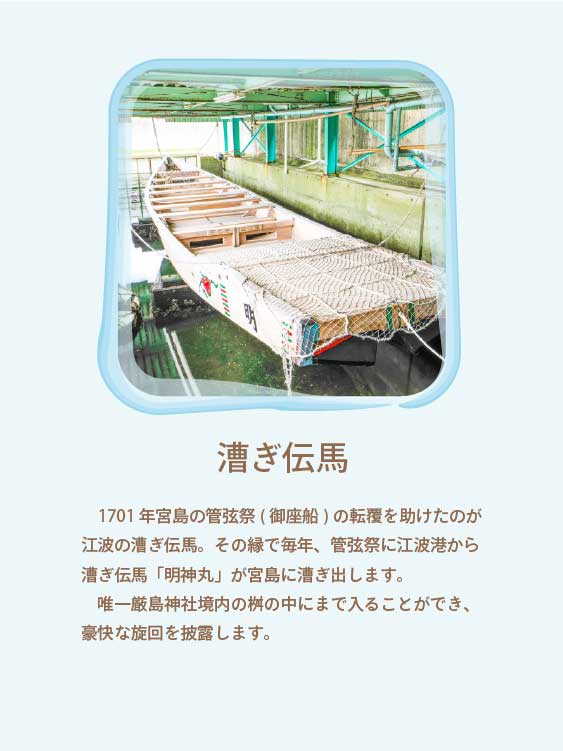 明
漕ぎ伝馬
1701 年宮島の管弦祭 ( 御座船 ) の転覆を助けたのが
江波の漕ぎ伝馬。その縁で毎年、管弦祭に江波港から
漕ぎ伝馬「明神丸」が宮島に漕ぎ出します。
唯一厳島神社境内の桝の中にまで入ることができ、
豪快な旋回を披露します。